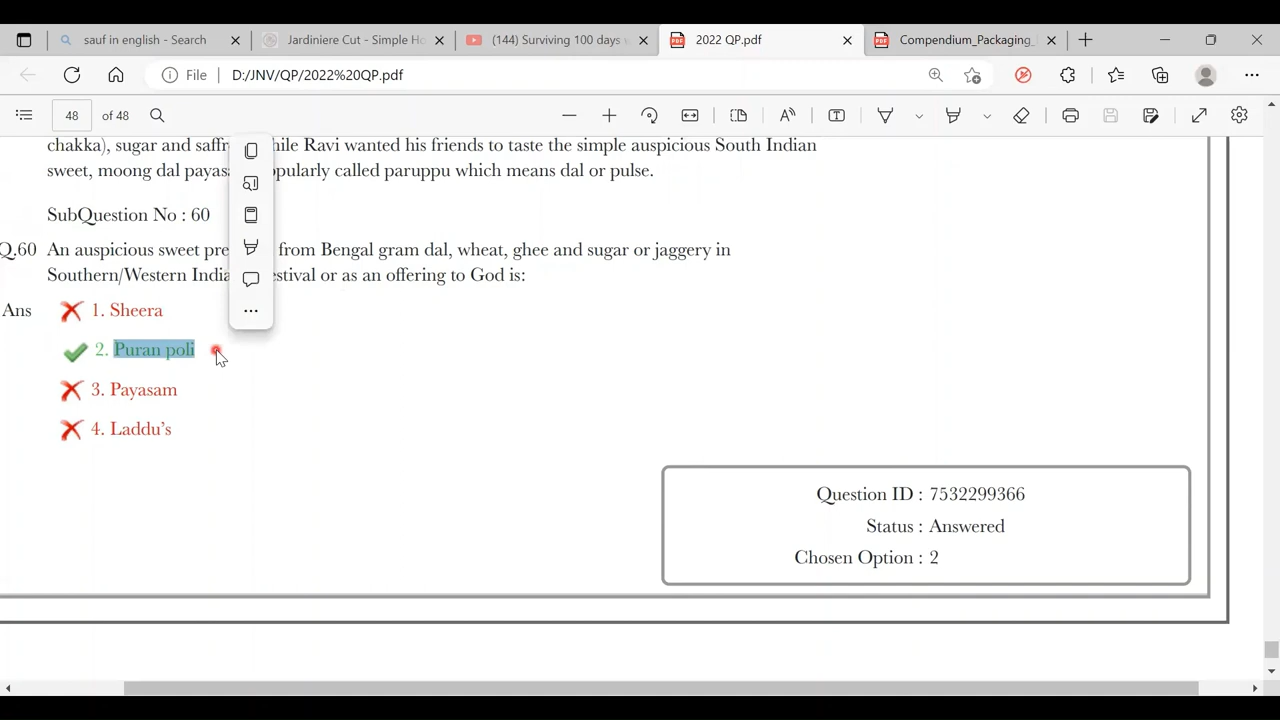 sauf in english - Search
Jardiniere Cut - Simple Ho
(144) Surviving 100 days
2022 QP.pdf
Compendium_Packaging_
File
D:/JNV/QP/2022%20QP.pdf
48 of 48
chakka), sugar and saffr hile Ravi wanted his friends to taste the simple auspicious South Indian
sweet, moong dal payas opularly called paruppu which means dal or pulse.
SubQuestion No : 60
Q.60 An auspicious sweet pre from Bengal gram dal, wheat, ghee and sugar or jaggery in
Southern/Western India estival or as an offering to God is:
Ans 1. Sheera
2. Puran poli
3. Payasam
4. Laddu's
Question ID : 7532299366
Status : Answered
Chosen Option : 2